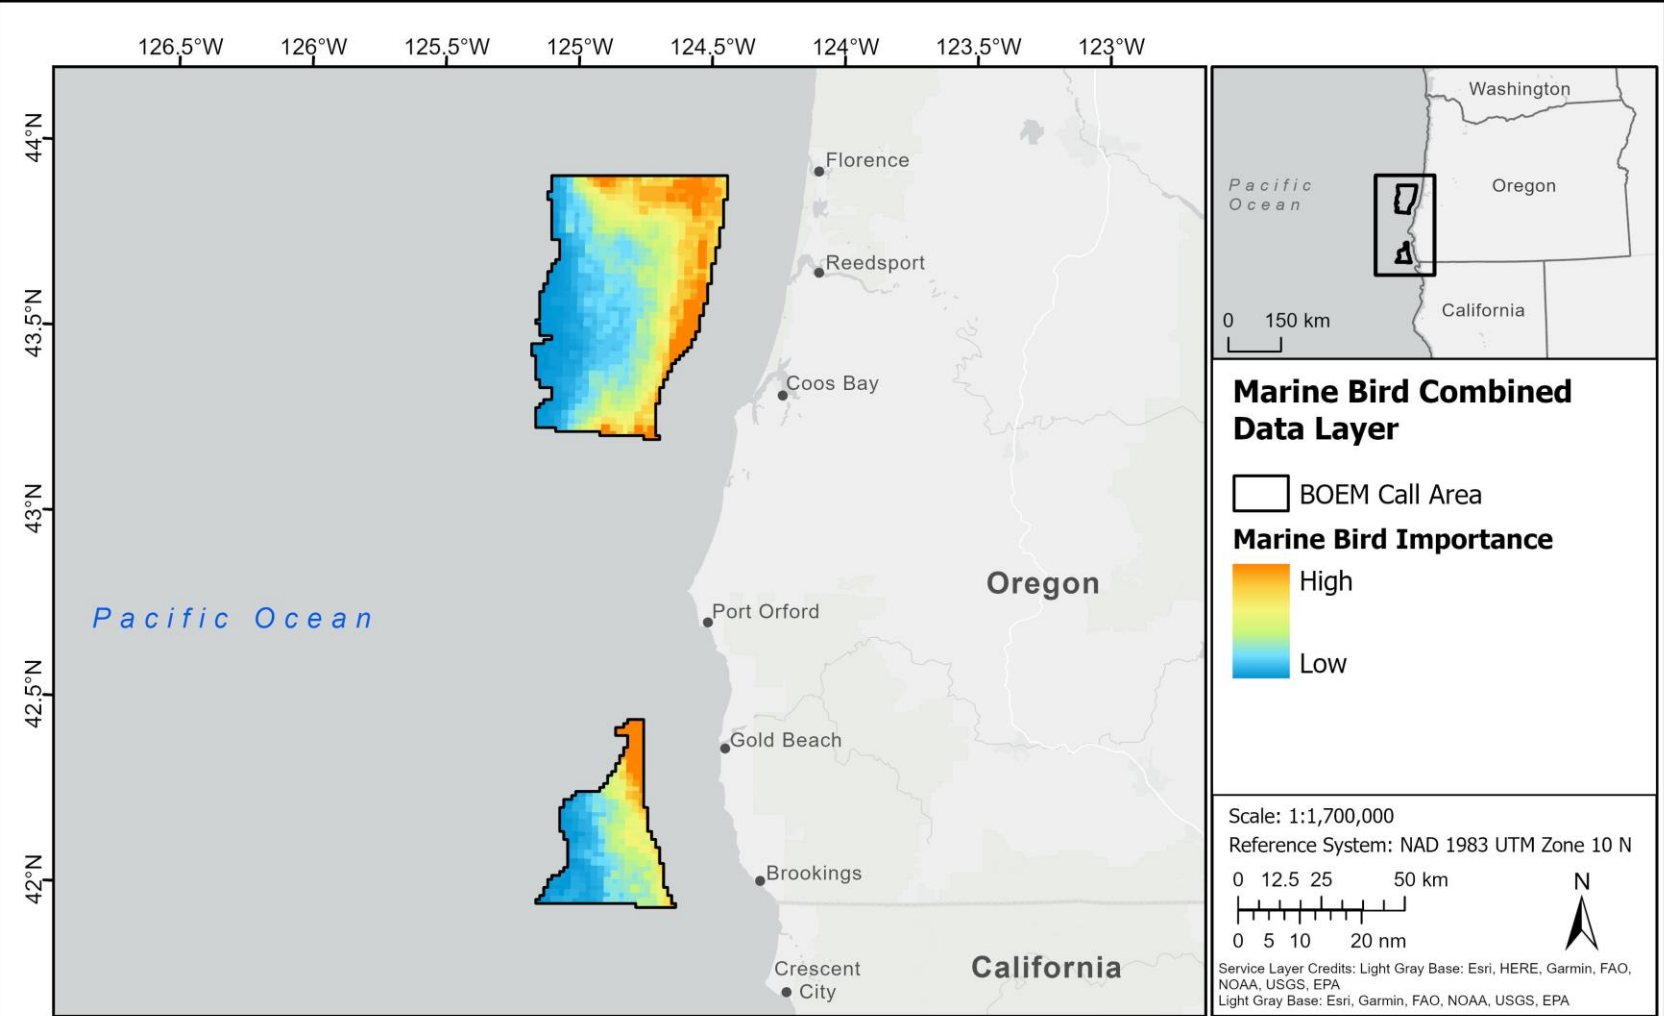 126.5°W 126°W 125.5°W 125°W 124.5°W 124°W 123.5°W 123°W
44°N
43.5°N
43°N
42.5°N
42°N
Florence
Reedsport
Coos Bay
Oregon
Port Orford
Pacific Ocean
Gold Beach
Brookings
California
Crescent
City
Washington
Pacific
Ocean
Oregon
California
0 150 km
Marine Bird Combined
Data Layer
BOEM Call Area
Marine Bird Importance
High
Low
Scale: 1:1,700,000
Reference System: NAD 1983 UTM Zone 10 N
0 12.5 25 50 km
N
0 5 10 20 nm
Service Layer Credits: Light Gray Base: Esri, HERE, Garmin, FAO,
NOAA, USGS, EPA
Light Gray Base: Esri, Garmin, FAO, NOAA, USGS, EPA